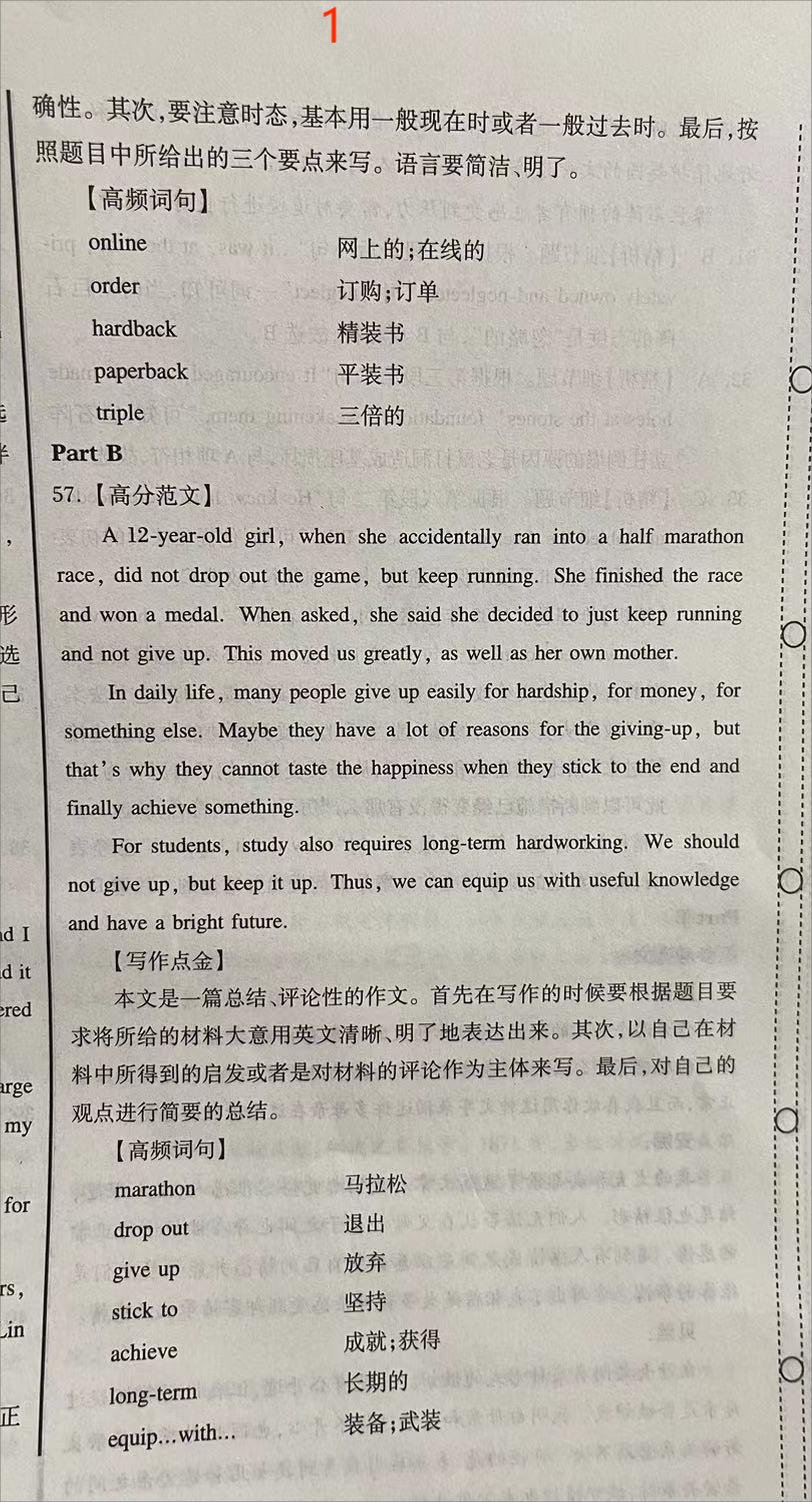 1
确性。其次,要注意时态,基本用一般现在时或者一般过去时。最后,按
照题目中所给出的三个要点来写。语言要简洁、明了。
【高频词句】
online 网上的;在线的
order 订购;订单
hardback 精装书
paperback 平装书
triple 三倍的
Part B
57.【高分范文】
A 12-year-old girl, when she accidentally ran into a half marathon
race, did not drop out the game, but keep running. She finished the race
and won a medal. When asked, she said she decided to just keep running
and not give up. This moved us greatly, as well as her own mother.
In daily life, many people give up easily for hardship, for money, for
something else. Maybe they have a lot of reasons for the giving-up, but
that's why they cannot taste the happiness when they stick to the end and
finally achieve something.
For students, study also requires long-term hardworking. We should
not give up, but keep it up. Thus, we can equip us with useful knowledge
and have a bright future.
【写作点金】
本文是一篇总结、评论性的作文。首先在写作的时候要根据题目要
求将所给的材料大意用英文清晰、明了地表达出来。其次,以自己在材
料中所得到的启发或者是对材料的评论作为主体来写。最后,对自己的
观点进行简要的总结。
【高频词句】
marathon 马拉松
drop out 退出
give up 放弃
stick to 坚持
achieve 成就;获得
long-term 长期的
equip…with… 装备;武装
形
选
己
d it
ered
arge
my
for
rs,
Lin
正